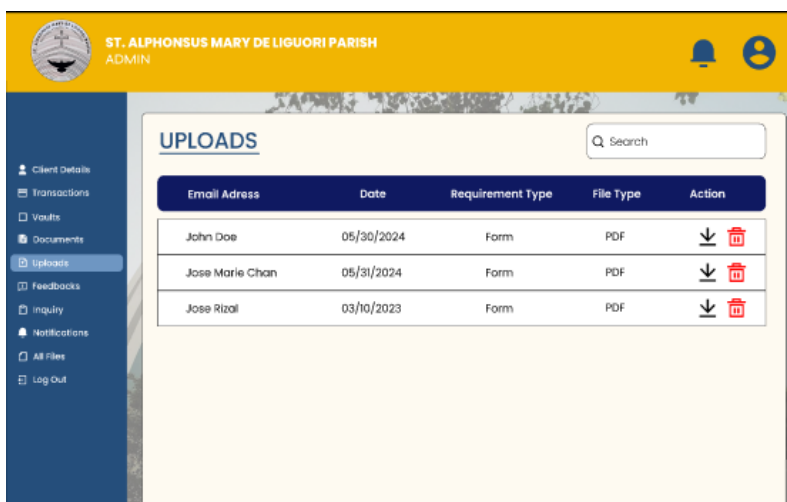 ST. ALPHONSUS MARY DE LIGUORI PARISH
ADMIN
Client Details
Transactions
Vaults
Documents
Uploads
Feedbacks
Inquiry
Notifications
All Files
Log Out
UPLOADS
Search
Email Adress Date Requirement Type File Type Action
John Doe 05/30/2024 Form PDF
Jose Marie Chan 05/31/2024 Form PDF
Jose Rizal 03/10/2023 Form PDF